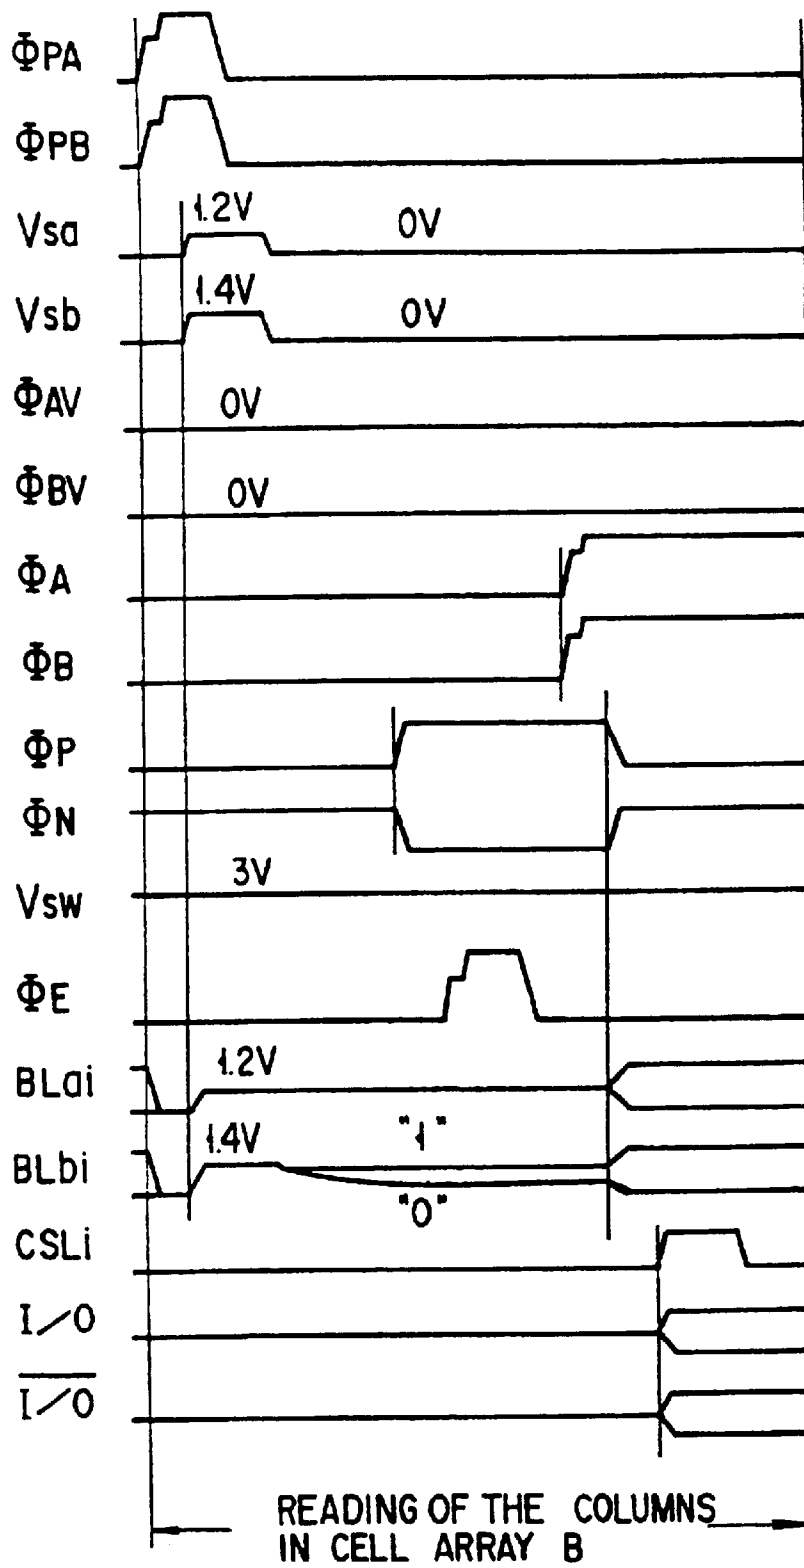 ΦPA
ΦPB
Vsa 1.2V 0V
Vsb 1.4V 0V
ΦAV 0V
ΦBV 0V
ΦA
ΦB
ΦP
ΦN
Vsw 3V
ΦE
BLai 1.2V
BLbi 1.4V "1"
"0"
CSLi
I/O
I/O
READING OF THE COLUMNS
IN CELL ARRAY B